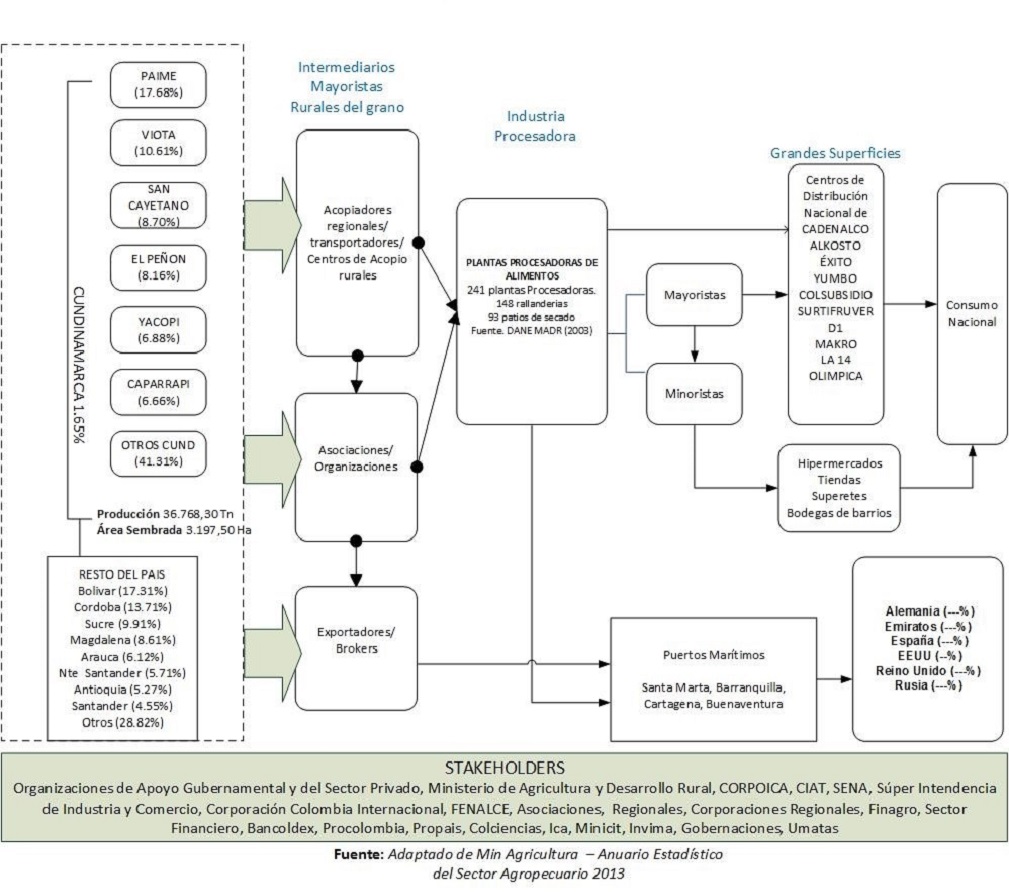 PAIME
(17.68%)
VIOTA
(10.61%)
SAN
CAYETANO
(8.70%)
EL PEÑON
(8.16%)
YACOPI
(6.88%)
CAPARRAPI
(6.66%)
OTROS CUND
(41.31%)
CUNDINAMARCA 1.65%
Producción 36.768,30 Tn
Área Sembrada 3.197,50 Ha
RESTO DEL PAIS
Bolivar (17.31%)
Cordoba (13.71%)
Sucre (9.91%)
Magdalena (8.61%)
Arauca (6.12%)
Nte Santander (5.71%)
Antioquia (5.27%)
Santander (4.55%)
Otros (28.82%)
Intermediarios
Mayoristas
Rurales del grano
Acopiadores
regionales/
transportadores/
Centros de Acopio
rurales
Asociaciones/
Organizaciones
Exportadores/
Brokers
Industria
Procesadora
PLANTAS PROCESADORAS DE
ALIMENTOS
241 plantas Procesadoras.
148 rallanderias
93 patios de secado
Fuente. DANE MADR (2003)
Mayoristas
Minoristas
Grandes Superficies
Centros de
Distribución
Nacional de
CADENALCO
ALKOSTO
ÉXITO
YUMBO
COLSUBSIDIO
SURTIFRUVER
D1
MAKRO
LA 14
OLIMPICA
Consumo
Nacional
Hipermercados
Tiendas
Superetes
Bodegas de barrios
Puertos Marítimos
Santa Marta, Barranquilla,
Cartagena, Buenaventura
Alemania (---%)
Emiratos (---%)
España (---%)
EEUU (--%)
Reino Unido (---%)
Rusia (---%)
STAKEHOLDERS
Organizaciones de Apoyo Gubernamental y del Sector Privado, Ministerio de Agricultura y Desarrollo Rural, CORPOICA, CIAT, SENA, Súper Intendencia
de Industria y Comercio, Corporación Colombia Internacional, FENALCE, Asociaciones, Regionales, Corporaciones Regionales, Finagro, Sector
Financiero, Bancoldex, Procolombia, Propais, Colciencias, Ica, Minicit, Invima, Gobernaciones, Umatas
Fuente: Adaptado de Min Agricultura – Anuario Estadístico
del Sector Agropecuario 2013